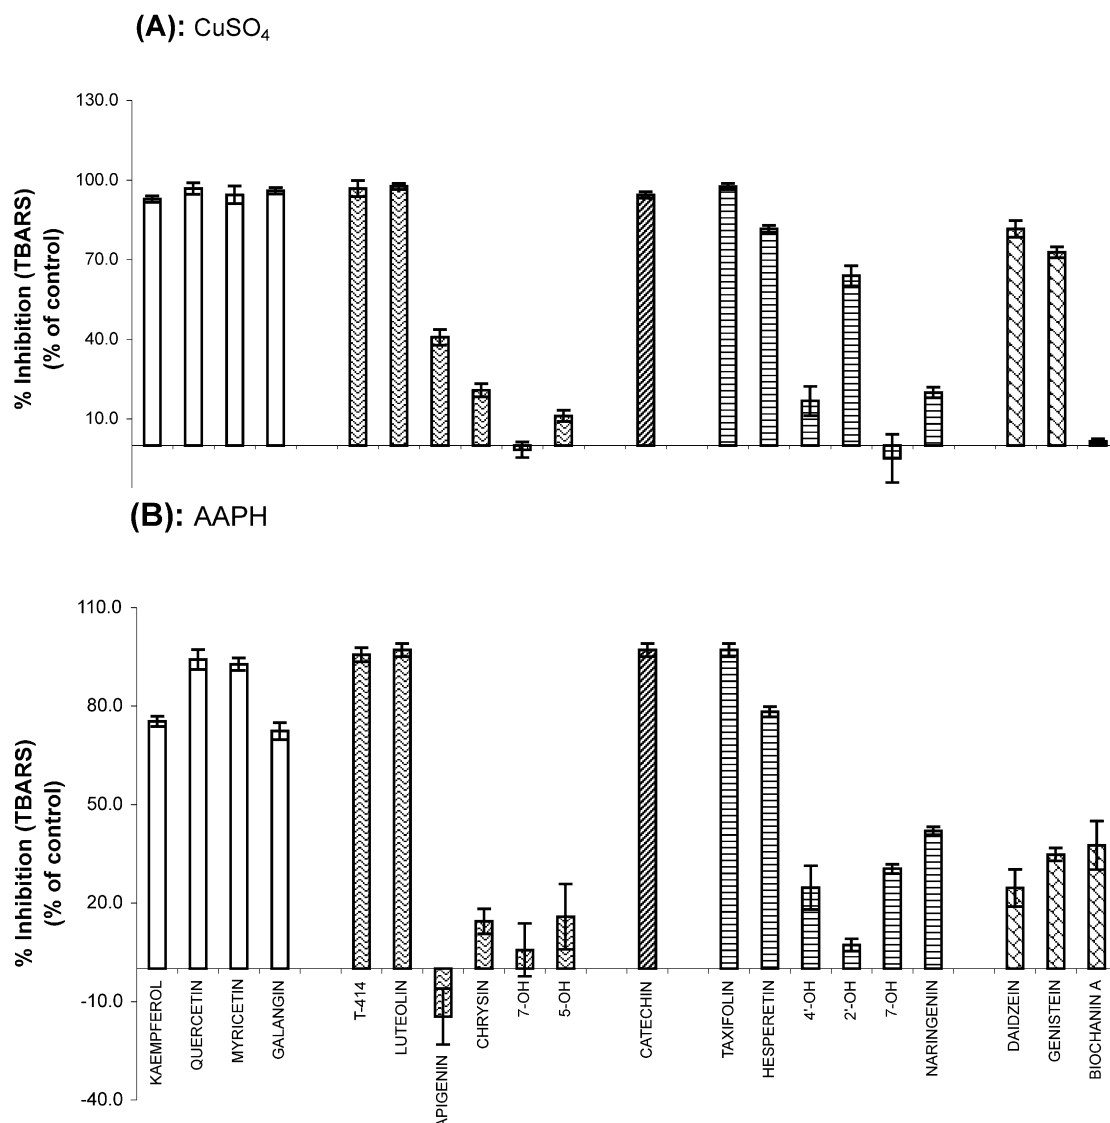 (A): CuSO₄
130.0
100.0
70.0
40.0
10.0
% Inhibition (TBARS)
(% of control)
(B): AAPH
110.0
80.0
50.0
20.0
-10.0
-40.0
% Inhibition (TBARS)
(% of control)
KAEMPFEROL
QUERCETIN
MYRICETIN
GALANGIN
T-414
LUTEOLIN
APIGENIN
CHRYSIN
7-OH
5-OH
CATECHIN
TAXIFOLIN
HESPERETIN
4'-OH
2'-OH
7-OH
NARINGENIN
DAIDZEIN
GENISTEIN
BIOCHANIN A